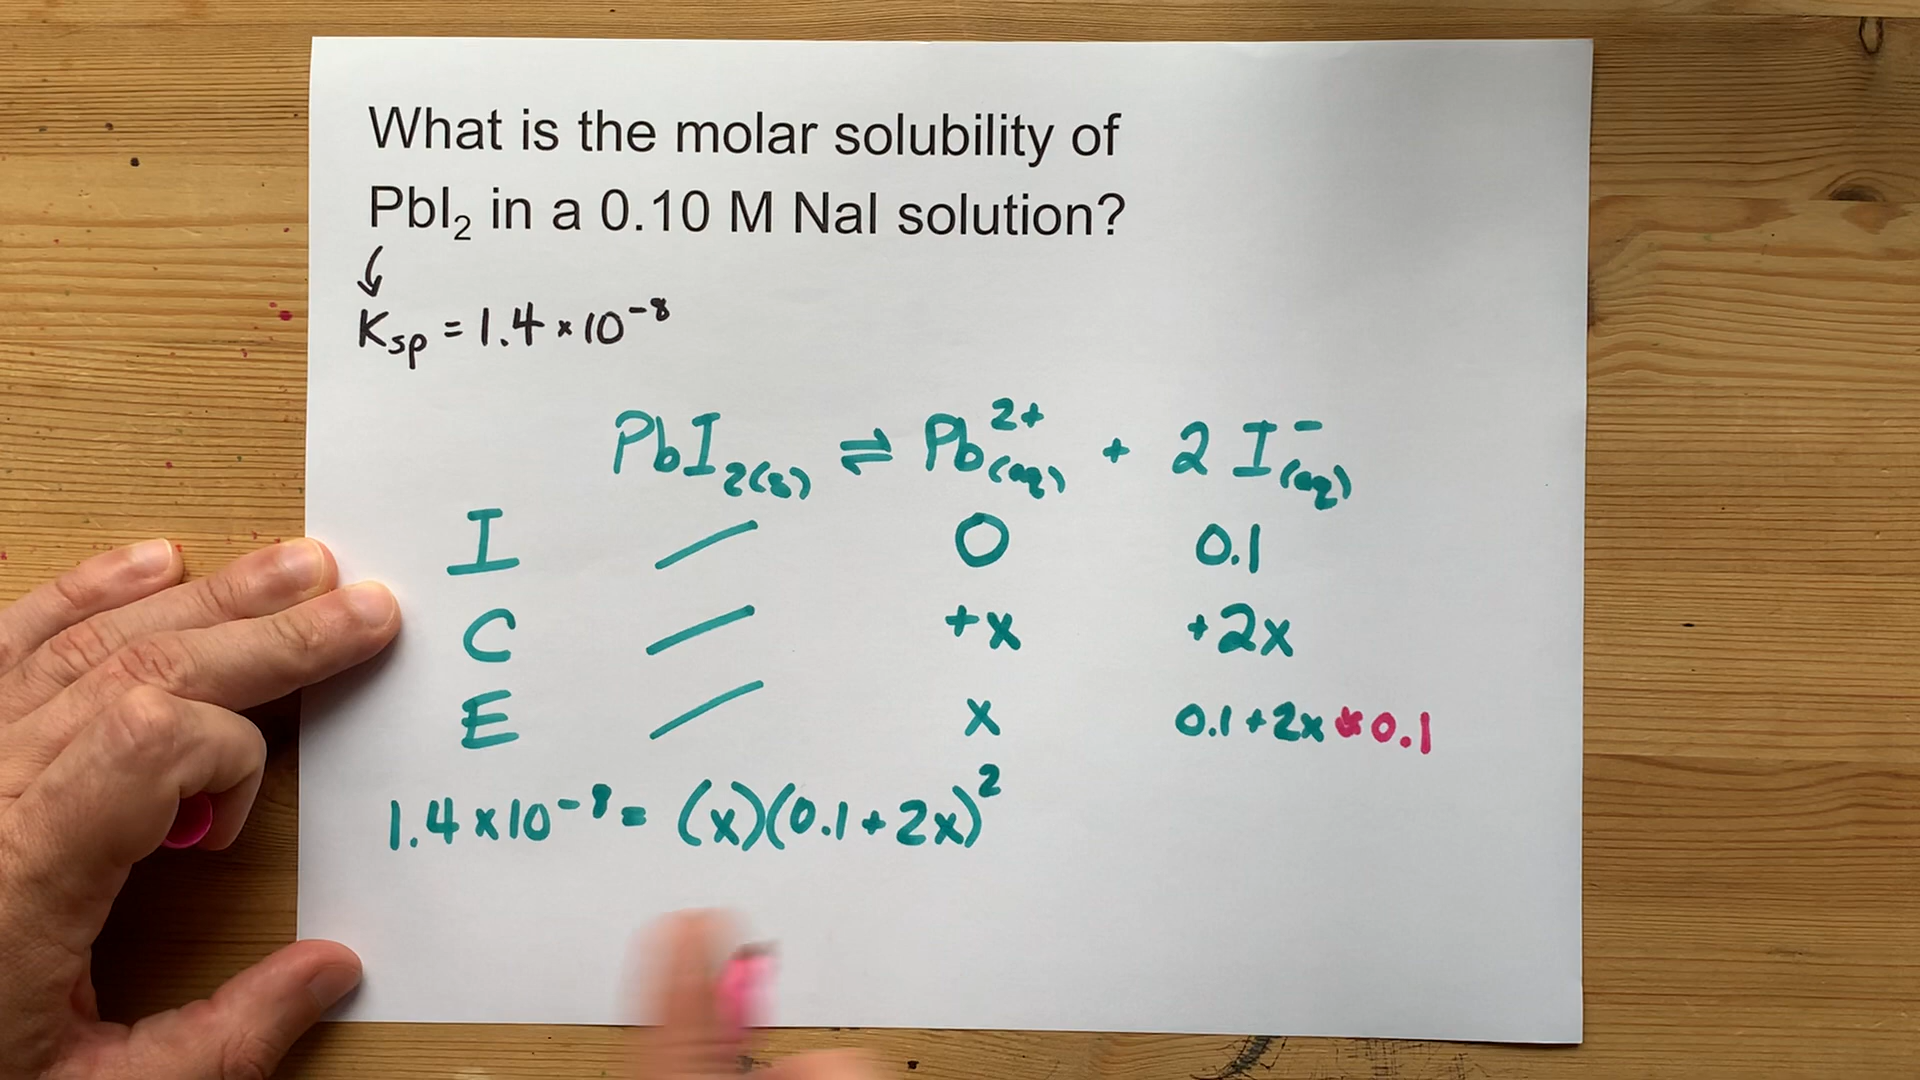 What is the molar solubility of
PbI₂ in a 0.10 M NaI solution?
↓
Ksp = 1.4 × 10⁻⁸
PbI₂(s) ⇌ Pb²⁺(aq) + 2 I⁻(aq)
I / 0 0.1
C / +x +2x
E / x 0.1+2x ≈ 0.1
1.4 × 10⁻⁸ = (x)(0.1 + 2x)²